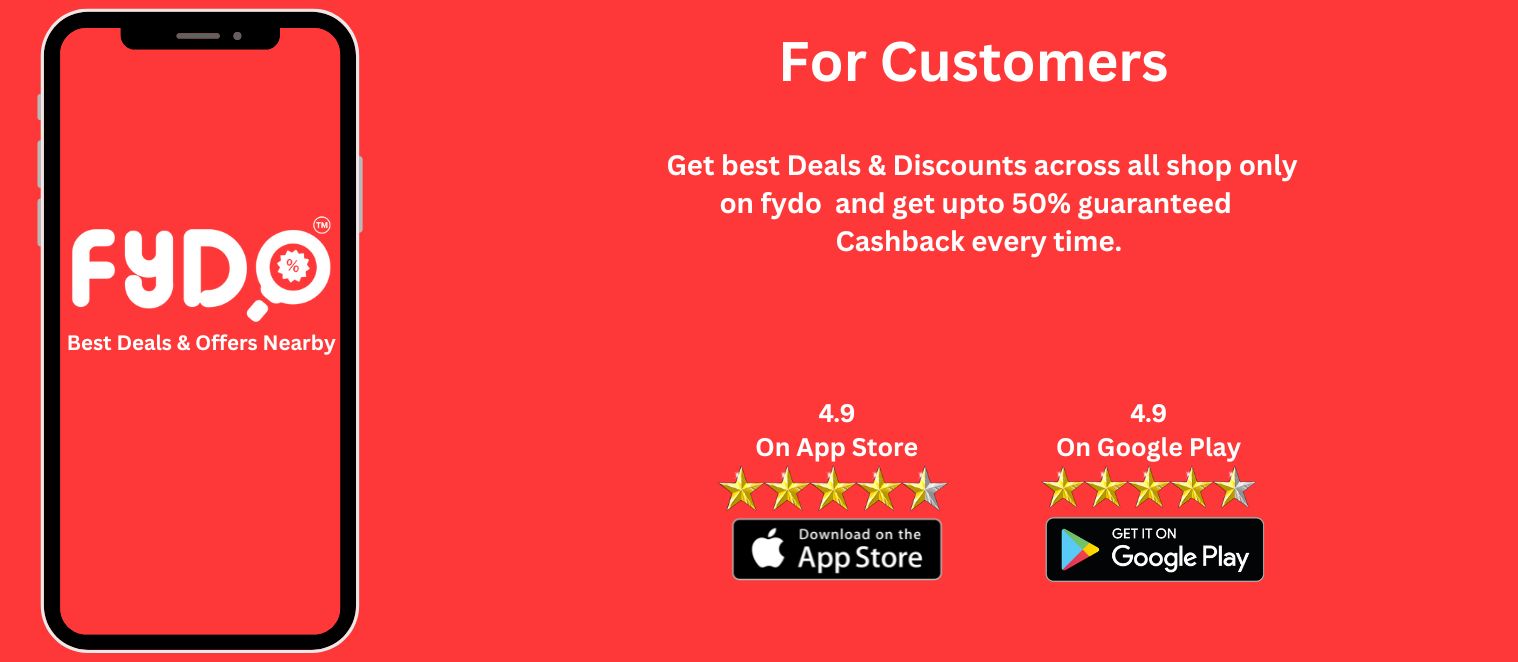 FYDO
TM
%
Best Deals & Offers Nearby
For Customers
Get best Deals & Discounts across all shop only
on fydo and get upto 50% guaranteed
Cashback every time.
4.9
On App Store
Download on the
App Store
4.9
On Google Play
GET IT ON
Google Play